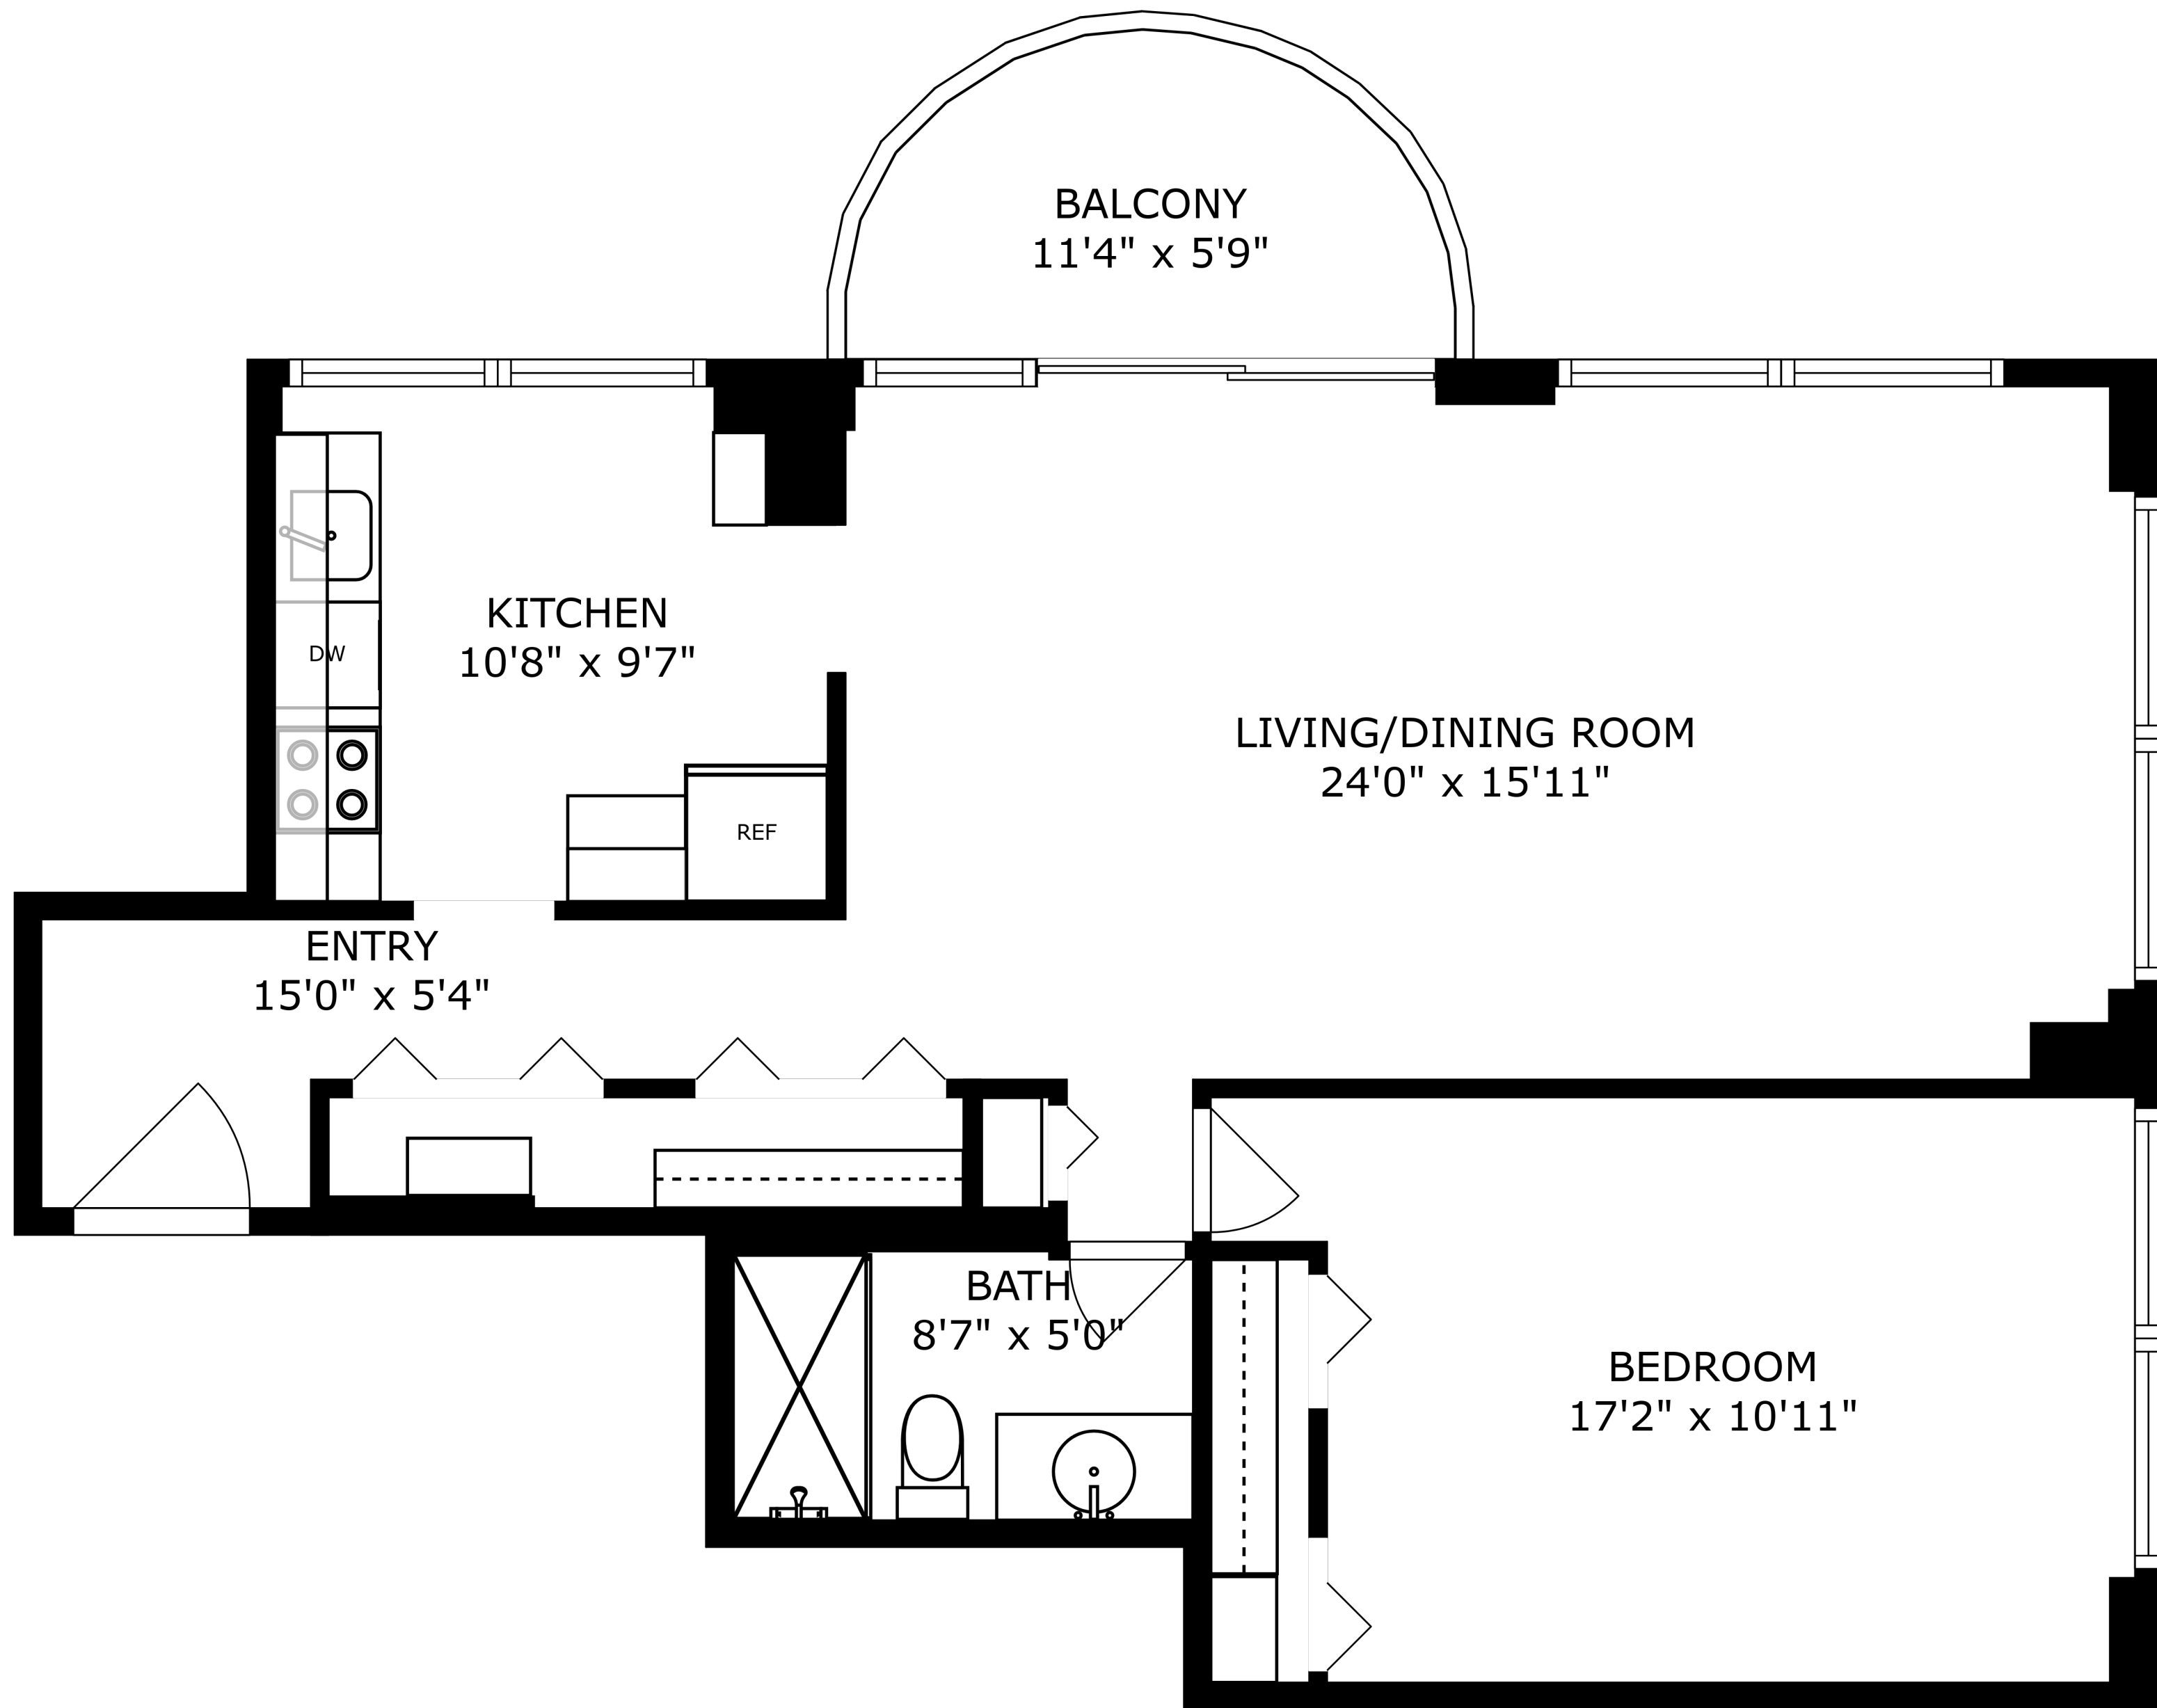 BALCONY
11'4" x 5'9"
KITCHEN
10'8" x 9'7"
DW
LIVING/DINING ROOM
24'0" x 15'11"
REF
ENTRY
15'0" x 5'4"
BATH
8'7" x 5'0"
BEDROOM
17'2" x 10'11"